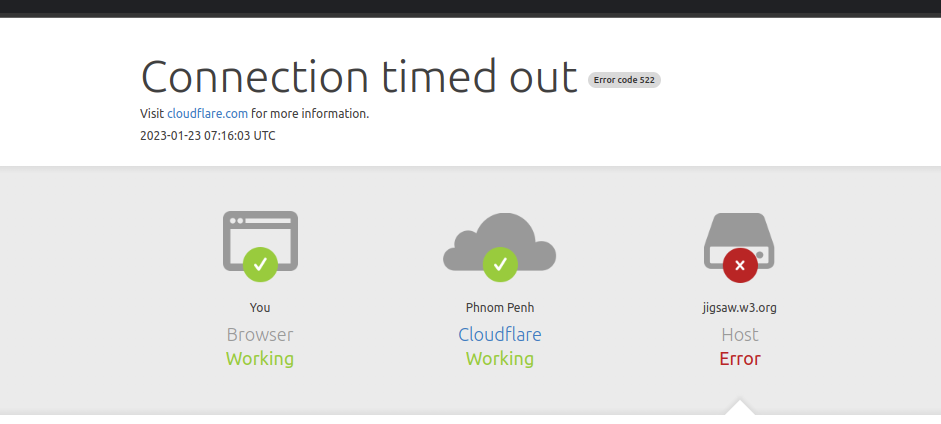 Connection timed out Error code 522
Visit cloudflare.com for more information.
2023-01-23 07:16:03 UTC
You
Browser
Working
Phnom Penh
Cloudflare
Working
jigsaw.w3.org
Host
Error